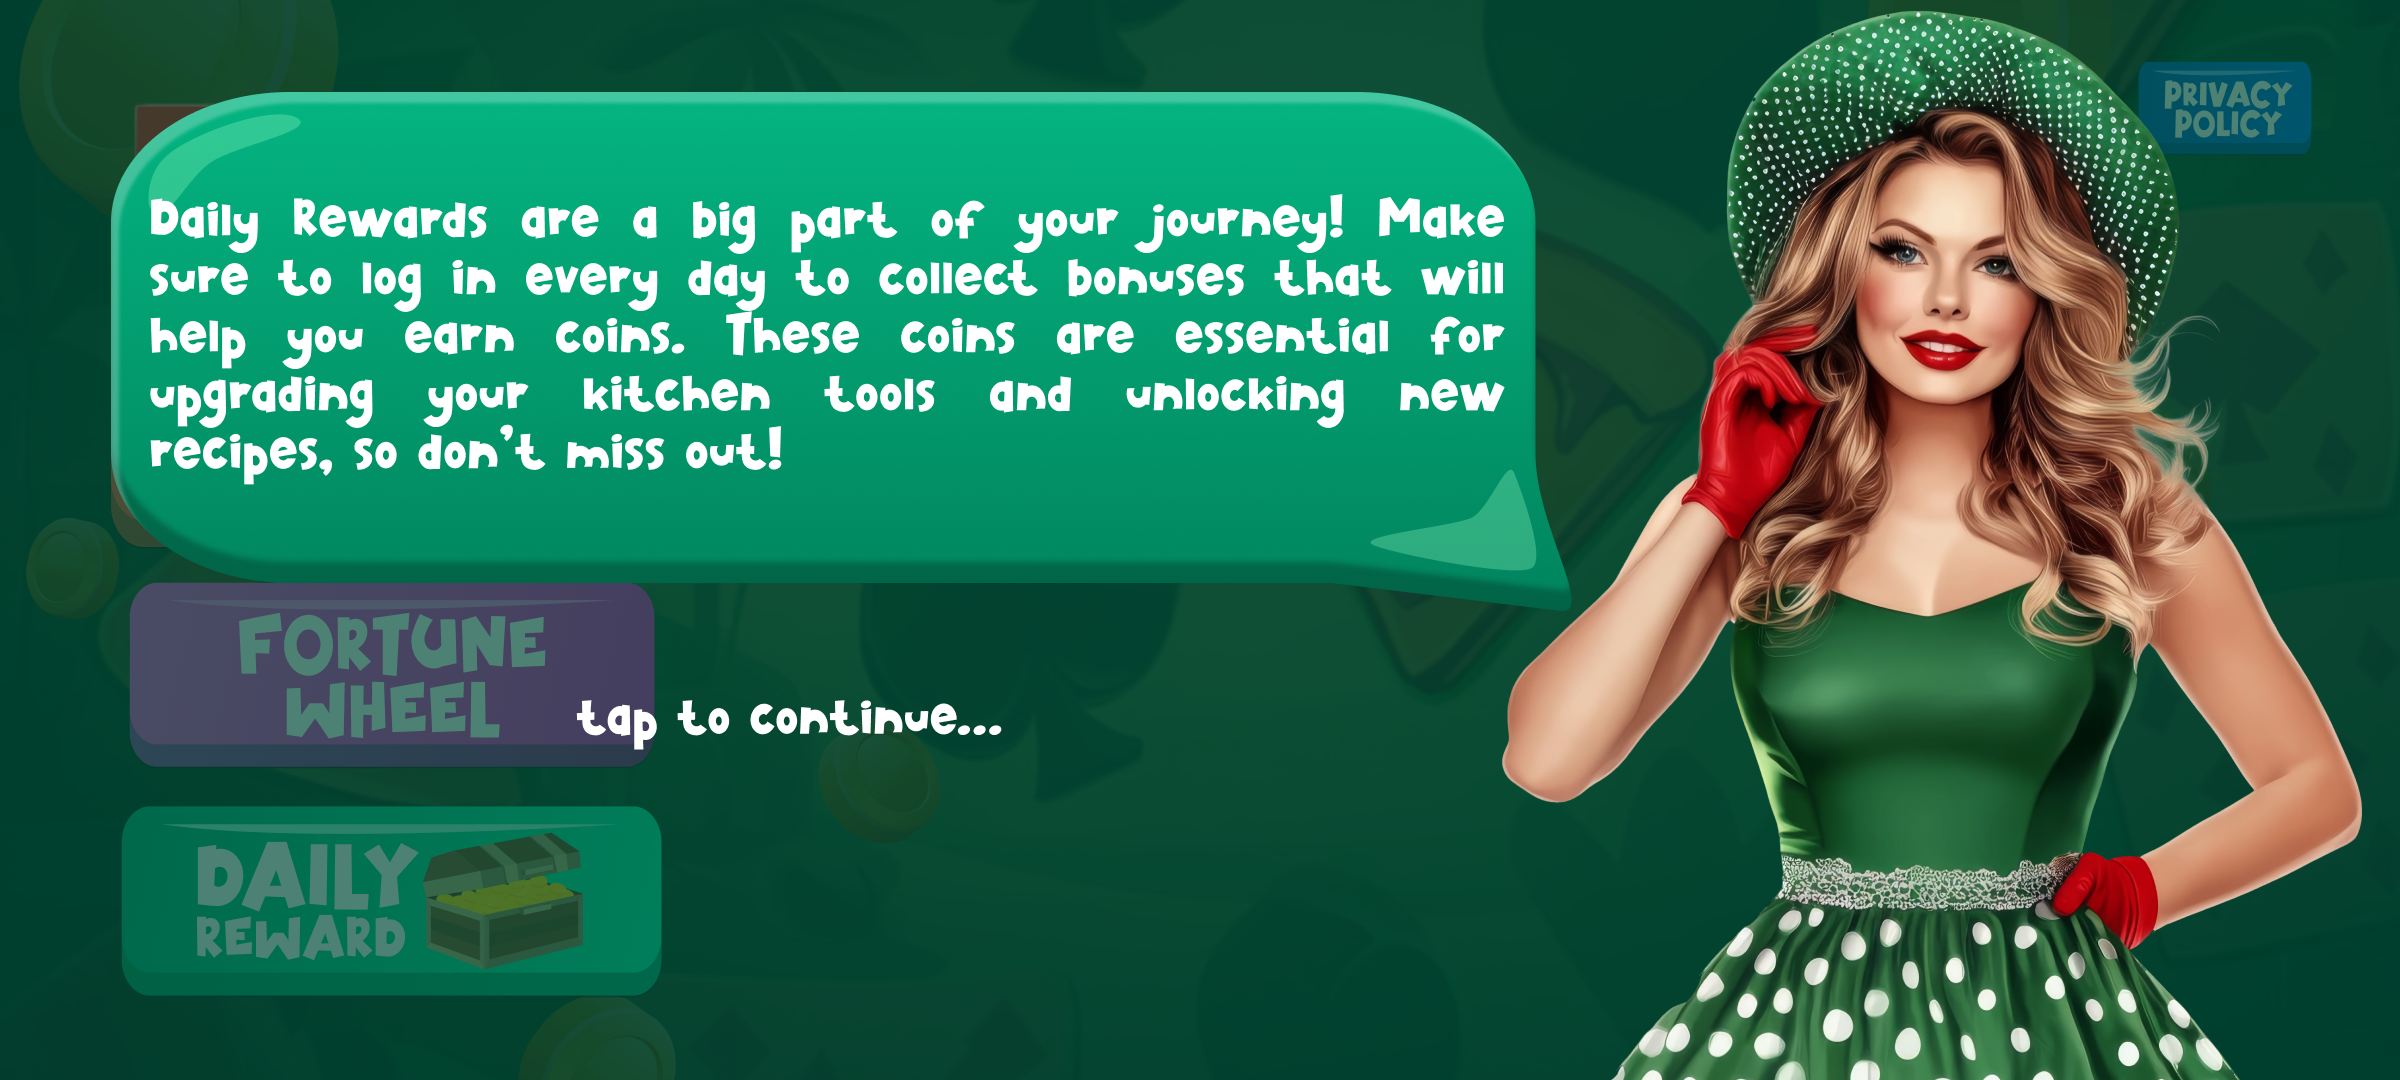 PRIVACY
POLICY
Daily Rewards are a big part of your journey! Make
sure to log in every day to collect bonuses that will
help you earn coins. These coins are essential for
upgrading your kitchen tools and unlocking new
recipes, so don't miss out!
FORTUNE
WHEEL
tap to continue...
DAILY
REWARD